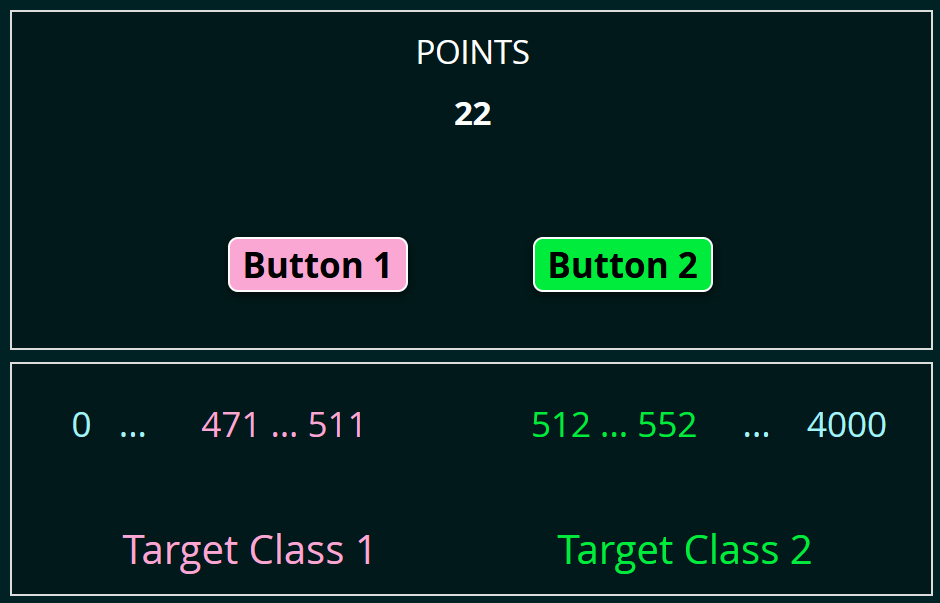 POINTS
22
Button 1 Button 2
0 ... 471 ... 511 512 ... 552 ... 4000
Target Class 1 Target Class 2